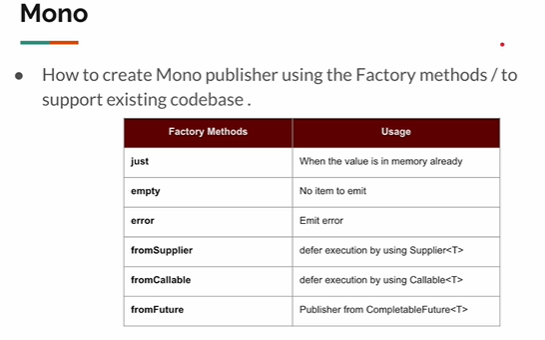 Mono
● How to create Mono publisher using the Factory methods / to
support existing codebase .
Factory Methods Usage
just When the value is in memory already
empty No item to emit
error Emit error
fromSupplier defer execution by using Supplier<T>
fromCallable defer execution by using Callable<T>
fromFuture Publisher from CompletableFuture<T>